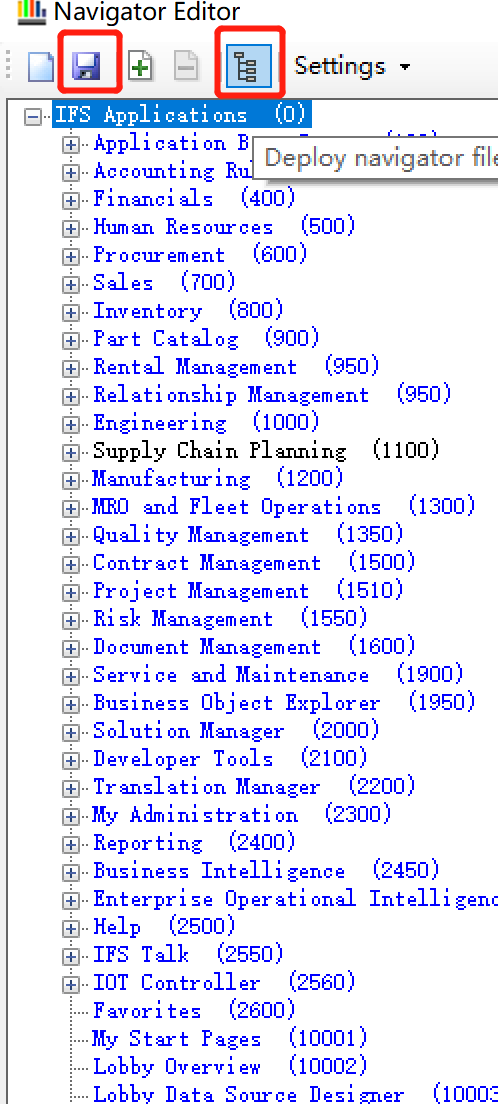 Navigator Editor
Settings
IFS Applications (0)
Application B
Deploy navigator file
Accounting Ru
Financials (400)
Human Resources (500)
Procurement (600)
Sales (700)
Inventory (800)
Part Catalog (900)
Rental Management (950)
Relationship Management (950)
Engineering (1000)
Supply Chain Planning (1100)
Manufacturing (1200)
MRO and Fleet Operations (1300)
Quality Management (1350)
Contract Management (1500)
Project Management (1510)
Risk Management (1550)
Document Management (1600)
Service and Maintenance (1900)
Business Object Explorer (1950)
Solution Manager (2000)
Developer Tools (2100)
Translation Manager (2200)
My Administration (2300)
Reporting (2400)
Business Intelligence (2450)
Enterprise Operational Intelligenc
Help (2500)
IFS Talk (2550)
IOT Controller (2560)
Favorites (2600)
My Start Pages (10001)
Lobby Overview (10002)
Lobby Data Source Designer (10003